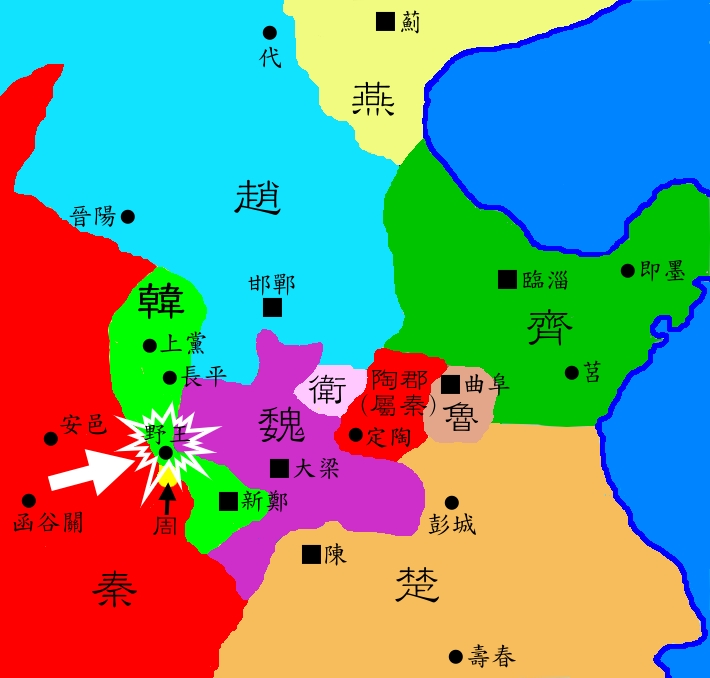 薊
代
燕
趙
晉陽
即墨
臨淄
邯鄲
韓
齊
上黨
莒
長平
陶郡
(屬秦)
曲阜
衛
魯
安邑
野王
魏
定陶
大梁
函谷關
周
新鄭
彭城
陳
秦
楚
壽春